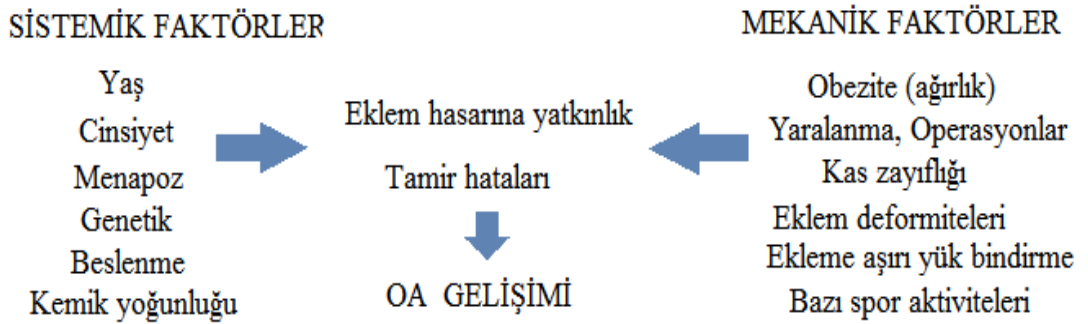 SİSTEMİK FAKTÖRLER
Yaş
Cinsiyet
Menapoz
Genetik
Beslenme
Kemik yoğunluğu
Eklem hasarına yatkınlık
Tamir hataları
OA GELİŞİMİ
MEKANİK FAKTÖRLER
Obezite (ağırlık)
Yaralanma, Operasyonlar
Kas zayıflığı
Eklem deformiteleri
Ekleme aşırı yük bindirme
Bazı spor aktiviteleri